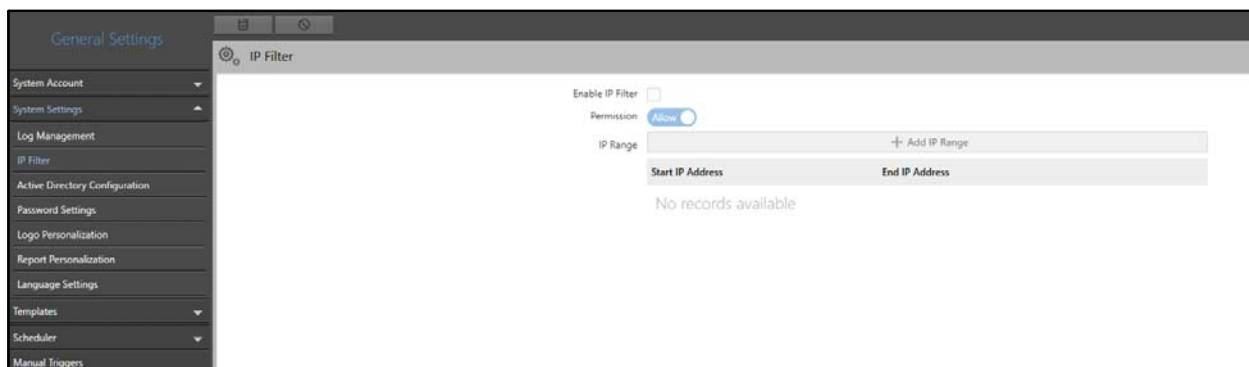 General Settings
System Account
System Settings
Log Management
IP Filter
Active Directory Configuration
Password Settings
Logo Personalization
Report Personalization
Language Settings
Templates
Scheduler
Manual Triggers
IP Filter
Enable IP Filter
Permission Allow
IP Range + Add IP Range
Start IP Address End IP Address
No records available